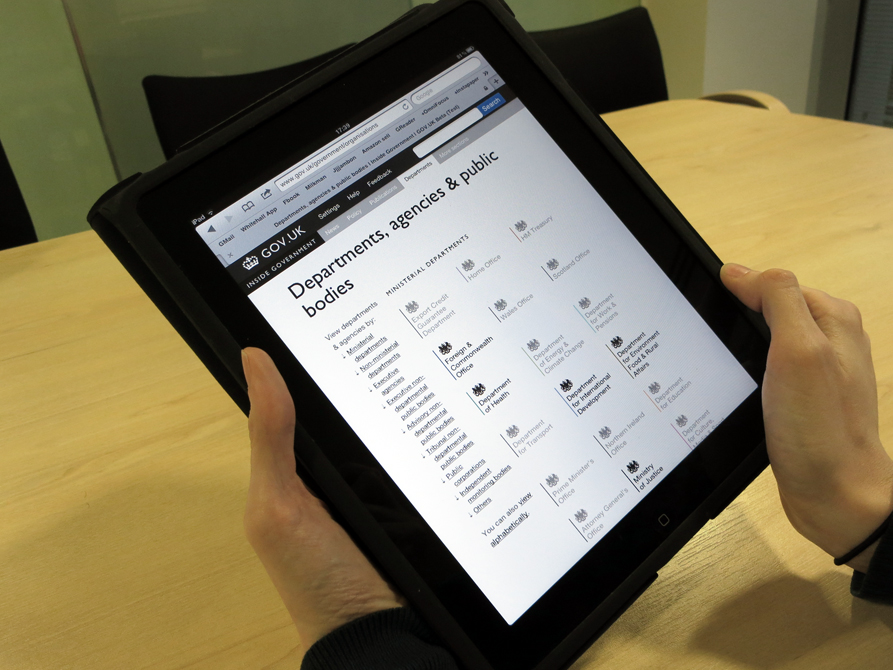 iPad
17:39
www.gov.uk/government/organisations
Google
GMail Whitehall App Fbook Milkman Jjjambon Amazon sell GReader +OmniFocus +Instapaper
Departments, agencies & public bodies | Inside Government | GOV.UK Beta (Test)
GOV.UK
INSIDE GOVERNMENT
Settings Help Feedback
Search
News Policy Publications Departments
Departments, agencies & public
bodies
View departments
& agencies by:
↓ Ministerial
departments
↓ Non-ministerial
departments
↓ Executive
agencies
↓ Executive non-
departmental
public bodies
↓ Advisory non-
departmental
public bodies
↓ Tribunal non-
departmental
public bodies
↓ Public
corporations
↓ Independent
monitoring bodies
↓ Others
You can also view
alphabetically.
MINISTERIAL DEPARTMENTS
Export Credit
Guarantee
Department
Home Office
HM Treasury
Foreign &
Commonwealth
Office
Wales Office
Scotland Office
Department
of Health
Department
of Energy &
Climate Change
Department
for Work &
Pensions
Department
for Transport
Department
for International
Development
Department
for Environment
Food & Rural
Affairs
Prime Minister's
Office
Northern Ireland
Office
Department
for Education
Attorney General's
Office
Ministry
of Justice
Department
for Culture